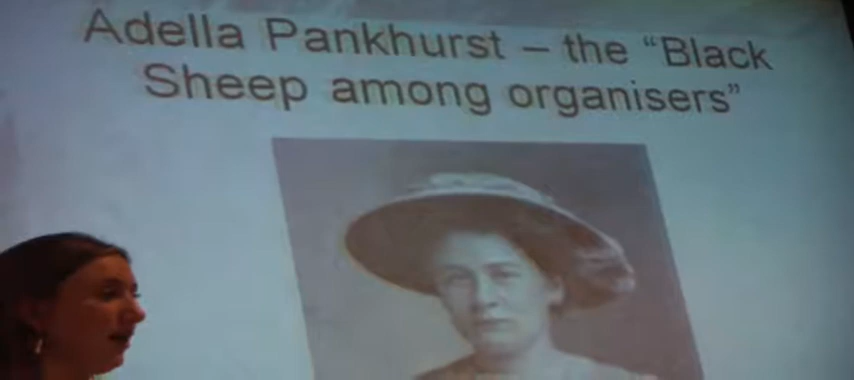 Adella Pankhurst – the “Black
Sheep among organisers”